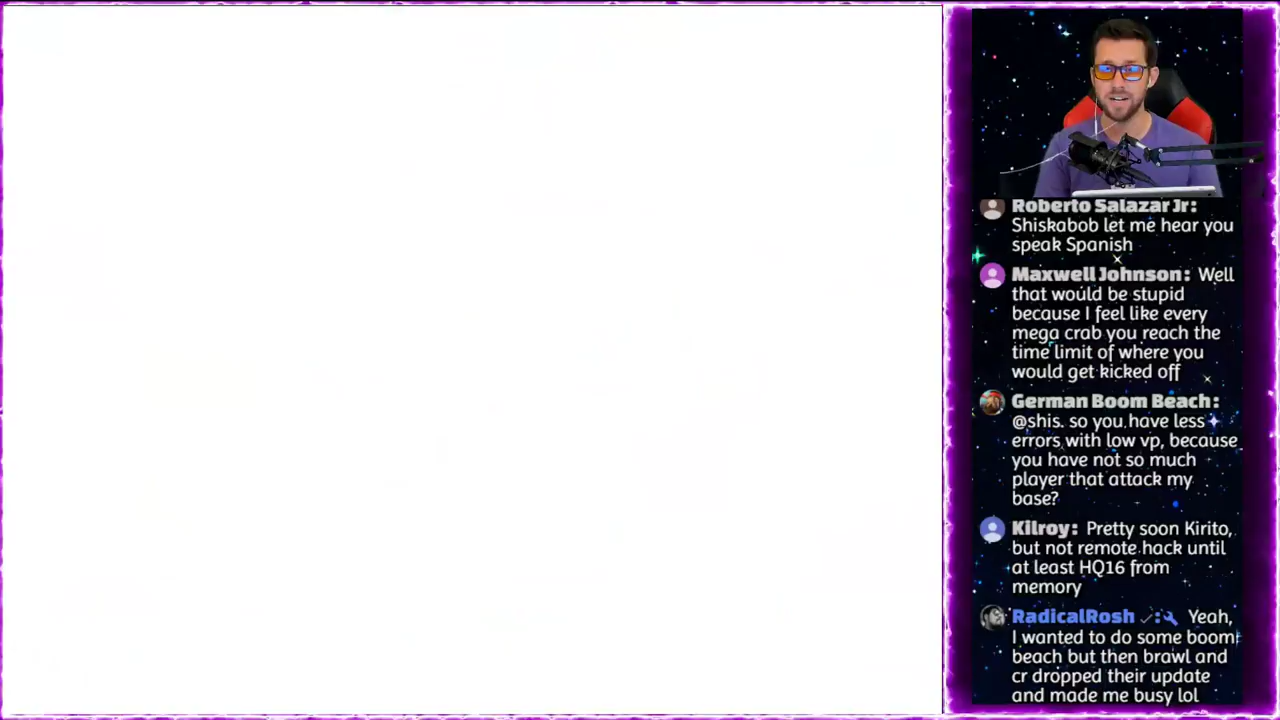 Roberto Salazar Jr:
Shiskabob let me hear you
speak Spanish
Maxwell Johnson: Well
that would be stupid
because I feel like every
mega crab you reach the
time limit of where you
would get kicked off
German Boom Beach:
@shis. so you have less
errors with low vp, because
you have not so much
player that attack my
base?
Kilroy: Pretty soon Kirito,
but not remote hack until
at least HQ16 from
memory
RadicalRosh ✓:🔧 Yeah,
I wanted to do some boom
beach but then brawl and
cr dropped their update
and made me busy lol